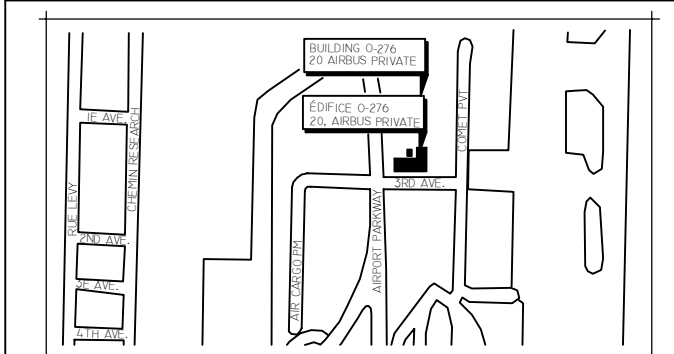 BUILDING O-276
20 AIRBUS PRIVATE
ÉDIFICE O-276
20, AIRBUS PRIVATE
1E AVE.
CHEMIN RESEARCH
RUE LEVY
2ND AVE.
3E AVE.
4TH AVE.
AIR CARGO PM
AIRPORT PARKWAY
3RD AVE.
COMET PVT